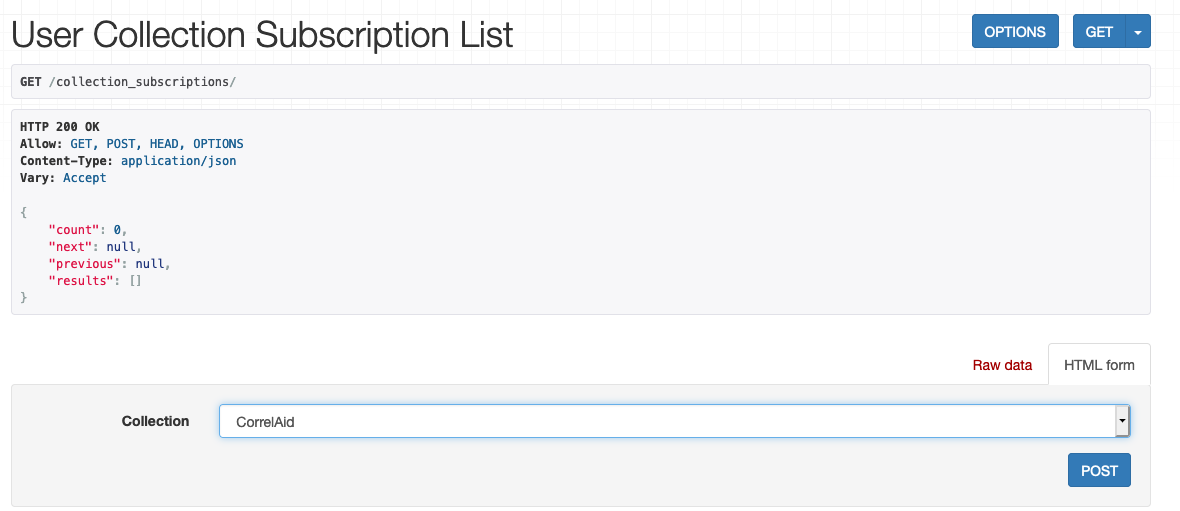 User Collection Subscription List
OPTIONS
GET
GET /collection_subscriptions/
HTTP 200 OK
Allow: GET, POST, HEAD, OPTIONS
Content-Type: application/json
Vary: Accept
{
    "count": 0,
    "next": null,
    "previous": null,
    "results": []
}
Raw data
HTML form
Collection
CorrelAid
POST